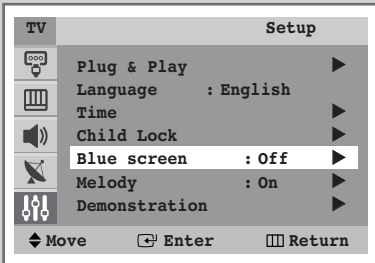 TV Setup
Plug & Play
Language : English
Time
Child Lock
Blue screen : Off
Melody : On
Demonstration
Move Enter Return